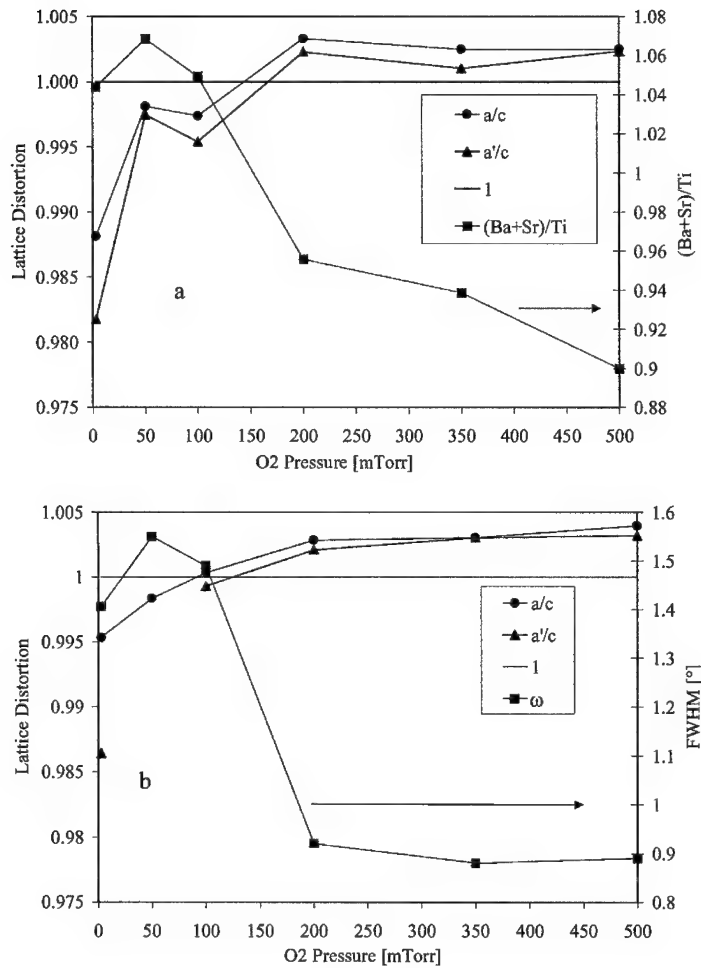 1.005
1.000
0.995
0.990
0.985
0.980
0.975
Lattice Distortion
1.08
1.06
1.04
1.02
1
0.98
0.96
0.94
0.92
0.9
0.88
(Ba+Sr)/Ti
a/c
a'/c
1
(Ba+Sr)/Ti
a
0 50 100 150 200 250 300 350 400 450 500
O2 Pressure [mTorr]
1.005
1
0.995
0.99
0.985
0.98
0.975
Lattice Distortion
1.6
1.5
1.4
1.3
1.2
1.1
1
0.9
0.8
FWHM [°]
a/c
a'/c
1
ω
b
0 50 100 150 200 250 300 350 400 450 500
O2 Pressure [mTorr]